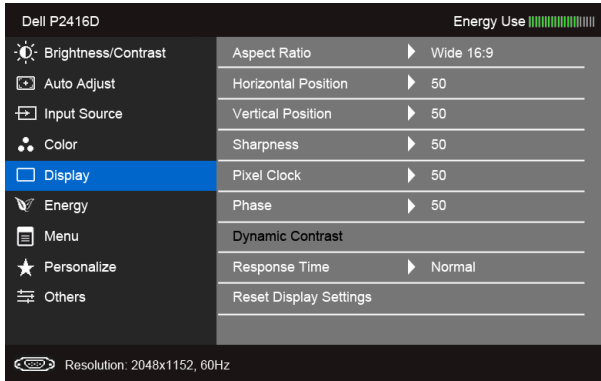 Dell P2416D Energy Use
Brightness/Contrast Aspect Ratio Wide 16:9
Auto Adjust Horizontal Position 50
Input Source Vertical Position 50
Color Sharpness 50
Display Pixel Clock 50
Energy Phase 50
Menu Dynamic Contrast
Personalize Response Time Normal
Others Reset Display Settings
Resolution: 2048x1152, 60Hz